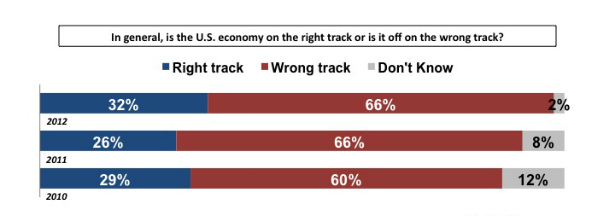 In general, is the U.S. economy on the right track or is it off on the wrong track?
Right track Wrong track Don't Know
32% 66% 2%
2012
26% 66% 8%
2011
29% 60% 12%
2010